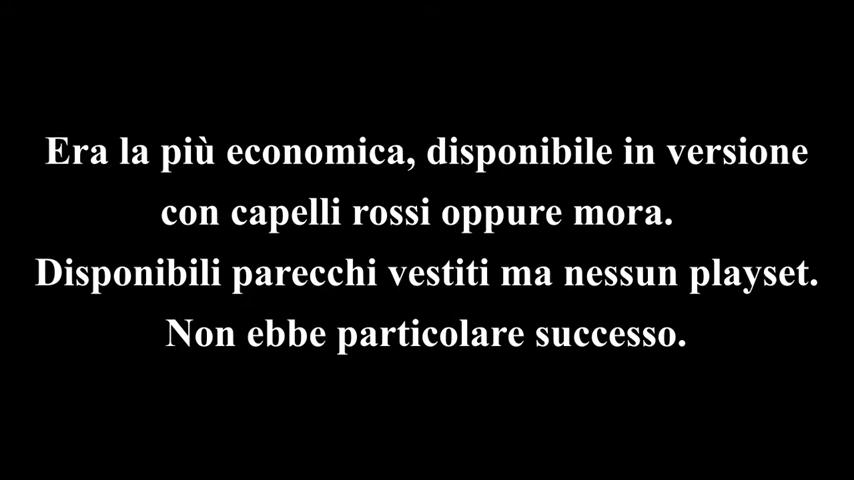 Era la più economica, disponibile in versione
con capelli rossi oppure mora.
Disponibili parecchi vestiti ma nessun playset.
Non ebbe particolare successo.